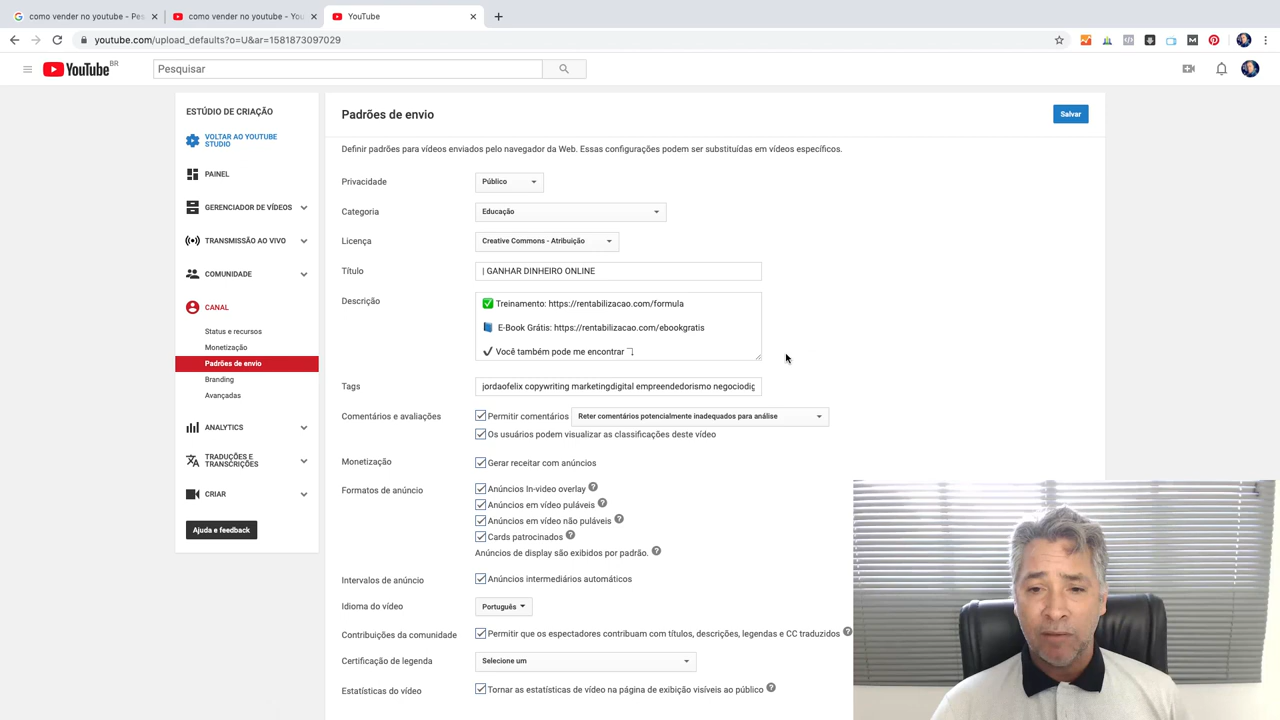 como vender no youtube - Pes
como vender no youtube - You
YouTube
youtube.com/upload_defaults?o=U&ar=1581873097029
YouTube BR
Pesquisar
ESTÚDIO DE CRIAÇÃO
VOLTAR AO YOUTUBE
STUDIO
PAINEL
GERENCIADOR DE VÍDEOS
TRANSMISSÃO AO VIVO
COMUNIDADE
CANAL
Status e recursos
Monetização
Padrões de envio
Branding
Avançadas
ANALYTICS
TRADUÇÕES E
TRANSCRIÇÕES
CRIAR
Ajuda e feedback
Padrões de envio
Salvar
Definir padrões para vídeos enviados pelo navegador da Web. Essas configurações podem ser substituídas em vídeos específicos.
Privacidade
Público
Categoria
Educação
Licença
Creative Commons - Atribuição
Título
| GANHAR DINHEIRO ONLINE
Descrição
✅ Treinamento: https://rentabilizacao.com/formula
📘 E-Book Grátis: https://rentabilizacao.com/ebookgratis
✔ Você também pode me encontrar ⤵
Tags
jordaofelix copywriting marketingdigital empreendedorismo negociodig
Comentários e avaliações
Permitir comentários
Reter comentários potencialmente inadequados para análise
Os usuários podem visualizar as classificações deste vídeo
Monetização
Gerar receitar com anúncios
Formatos de anúncio
Anúncios In-video overlay ?
Anúncios em vídeo puláveis ?
Anúncios em vídeo não puláveis ?
Cards patrocinados ?
Anúncios de display são exibidos por padrão. ?
Intervalos de anúncio
Anúncios intermediários automáticos
Idioma do vídeo
Português
Contribuições da comunidade
Permitir que os espectadores contribuam com títulos, descrições, legendas e CC traduzidos ?
Certificação de legenda
Selecione um
Estatísticas do vídeo
Tornar as estatísticas de vídeo na página de exibição visíveis ao público ?